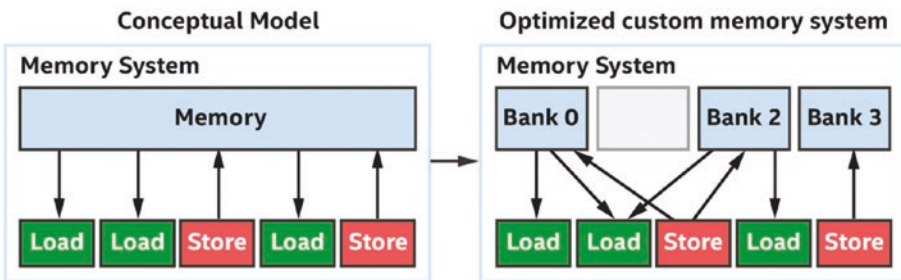 Conceptual Model
Optimized custom memory system
Memory System
Memory
Load Load Store Load Store
Memory System
Bank 0 Bank 2 Bank 3
Load Load Store Load Store